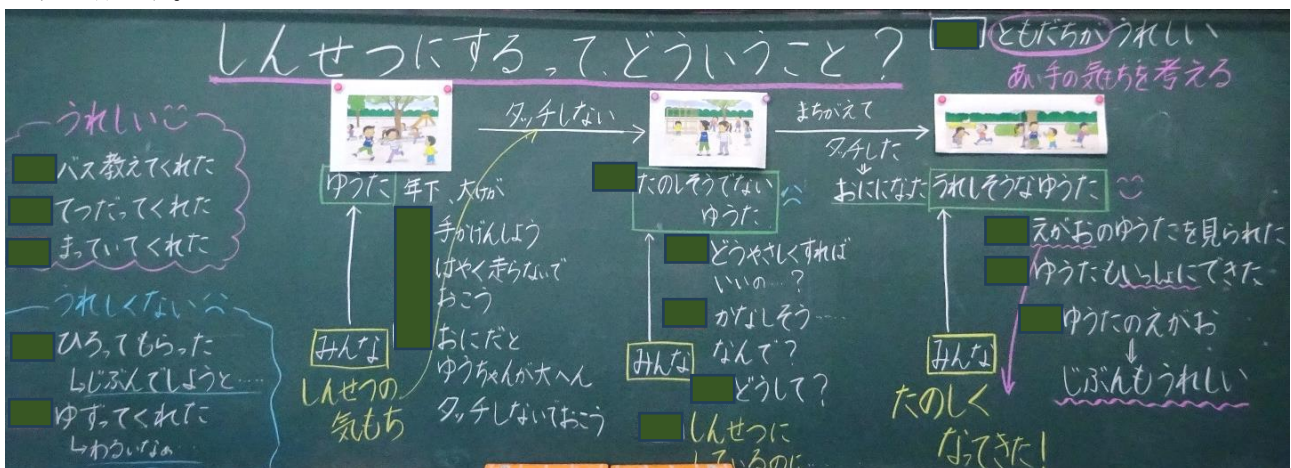 しんせつにするって、どういうこと？
ともだちがうれしい
あい手の気もちを考える
うれしい
バス教えてくれた
てつだってくれた
まっていてくれた
うれしくない
ひろってもらった
↳じぶんでしようと……
ゆずってくれた
↳わるいなぁ
タッチしない
ゆうた
年下、大けが
手かげんしよう
はやく走らないで
おこう
おにだと
ゆうちゃんが大へん
タッチしないでおこう
みんな
しんせつの
気もち
たのしそうでない
ゆうた
どうやさしくすれば
いいの…？
かなしそう……
なんで？
どうして？
みんな
しんせつに
しているのに…
まちがえて
タッチした
⇓
おにになった
うれしそうなゆうた
えがおのゆうたを見られた
ゆうたもいっしょにできた
ゆうたのえがお
⇓
じぶんもうれしい
みんな
たのしく
なってきた！